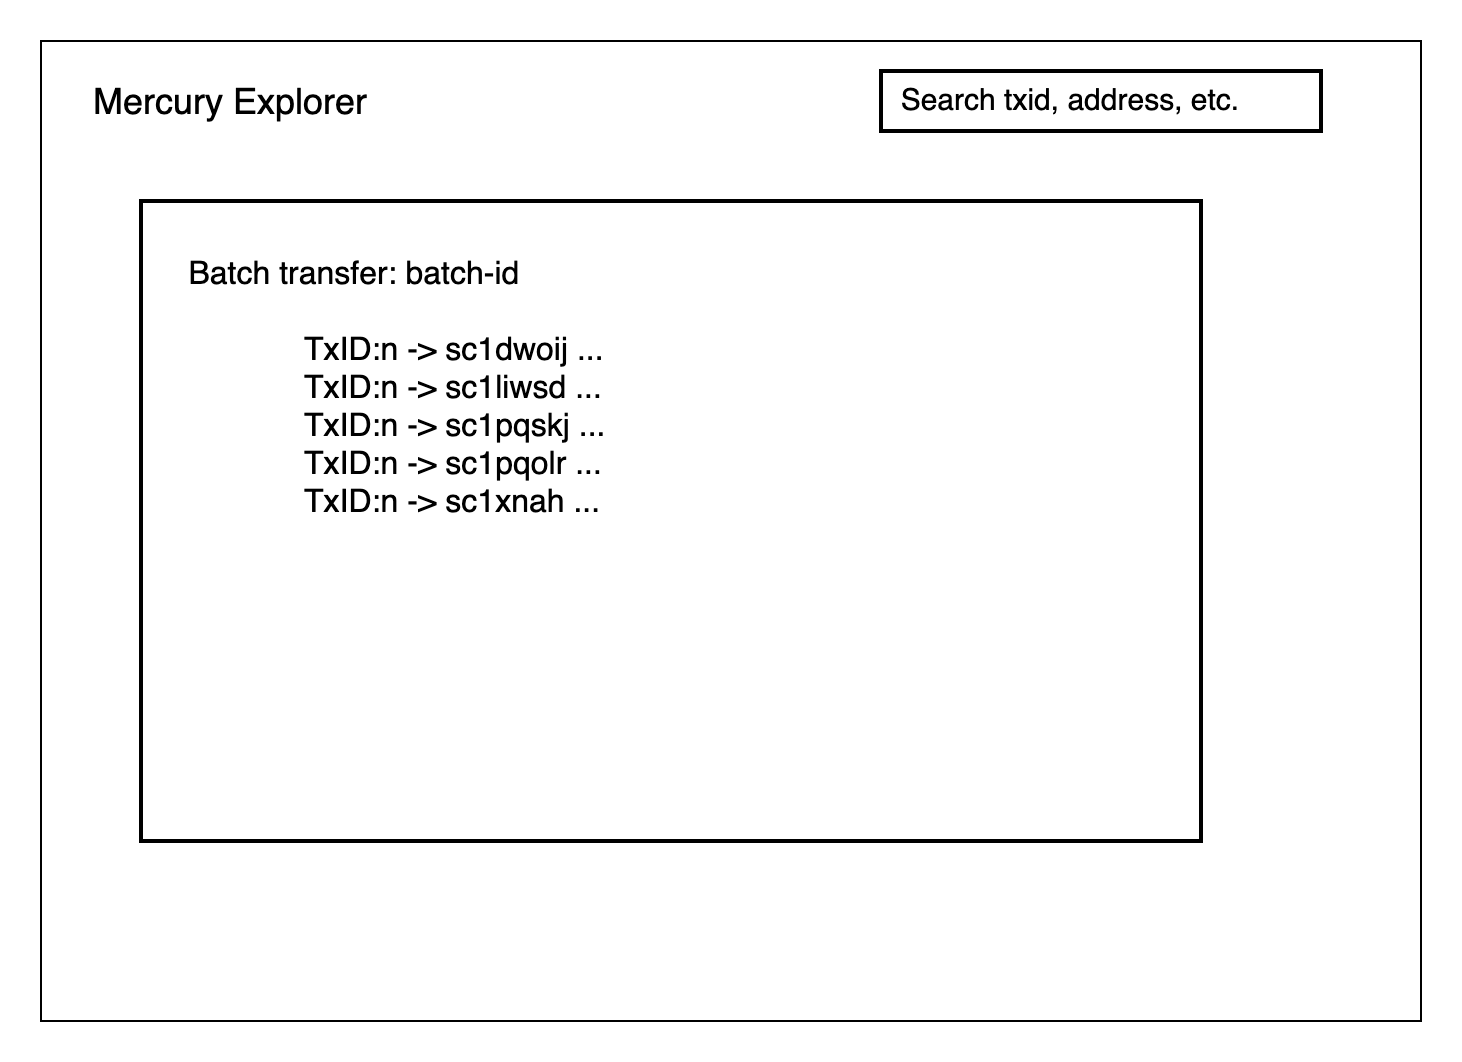 Mercury Explorer
Search txid, address, etc.
Batch transfer: batch-id
TxID:n -> sc1dwoij ...
TxID:n -> sc1liwsd ...
TxID:n -> sc1pqskj ...
TxID:n -> sc1pqolr ...
TxID:n -> sc1xnah ...